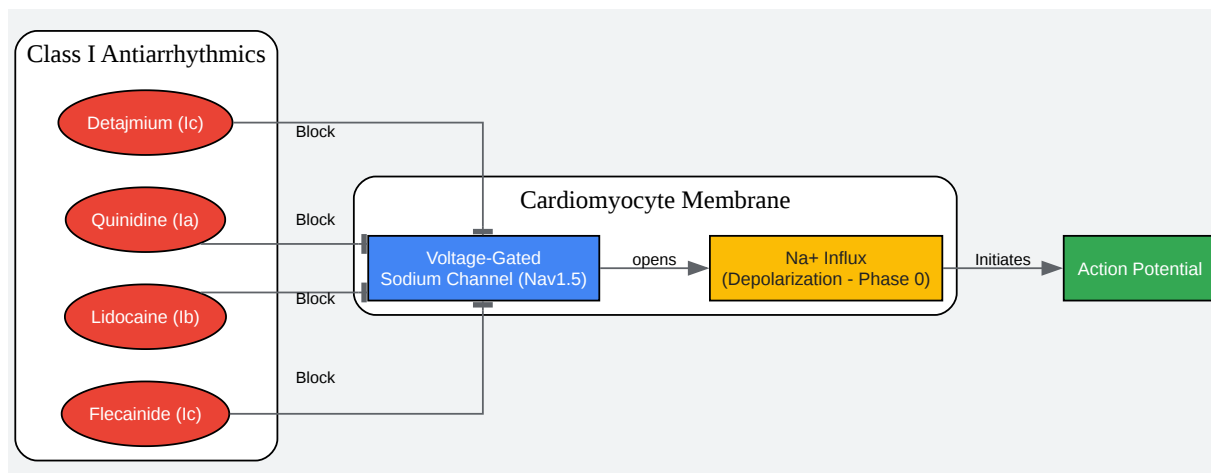 Class I Antiarrhythmics
Detajmium (Ic)
Block
Quinidine (Ia)
Block
Lidocaine (Ib)
Block
Flecainide (Ic)
Block
Cardiomyocyte Membrane
Voltage-Gated
Sodium Channel (Nav1.5)
opens
Na+ Influx
(Depolarization - Phase 0)
Initiates
Action Potential